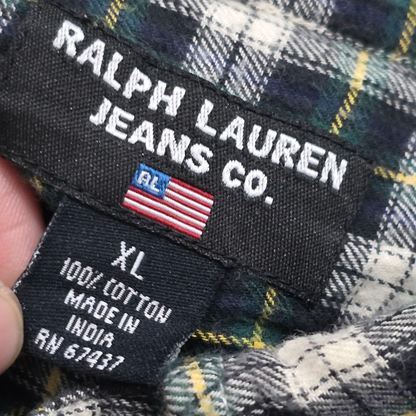 RALPH LAUREN
JEANS CO.
RL
XL
100% COTTON
MADE IN
INDIA
RN 67437